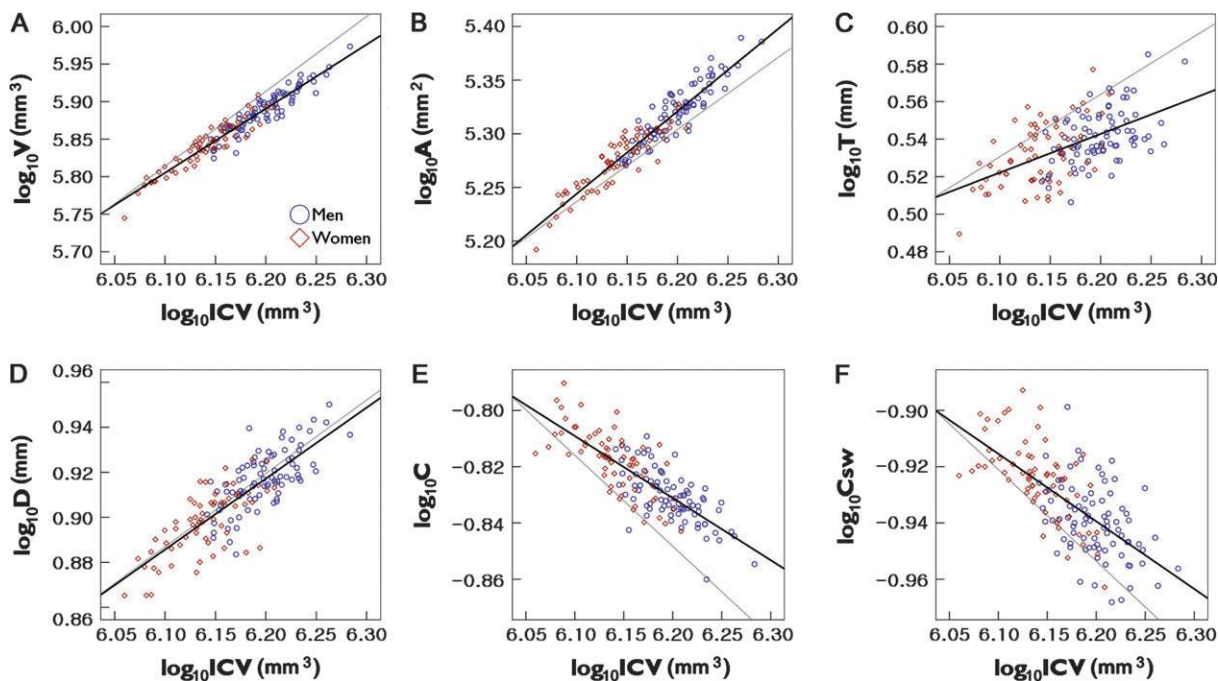 A
log10V (mm3)
6.00
5.95
5.90
5.85
5.80
5.75
5.70
Men
Women
6.05 6.10 6.15 6.20 6.25 6.30
log10ICV (mm3)
B
log10A (mm2)
5.40
5.30
5.20
6.05 6.10 6.15 6.20 6.25 6.30
log10ICV (mm3)
C
log10T (mm)
0.60
0.58
0.56
0.54
0.52
0.50
0.48
6.05 6.10 6.15 6.20 6.25 6.30
log10ICV (mm3)
D
log10D (mm)
0.96
0.94
0.92
0.90
0.88
0.86
6.05 6.10 6.15 6.20 6.25 6.30
log10ICV (mm3)
E
log10C
−0.80
−0.82
−0.84
−0.86
6.05 6.10 6.15 6.20 6.25 6.30
log10ICV (mm3)
F
log10Csw
−0.90
−0.92
−0.94
−0.96
6.05 6.10 6.15 6.20 6.25 6.30
log10ICV (mm3)